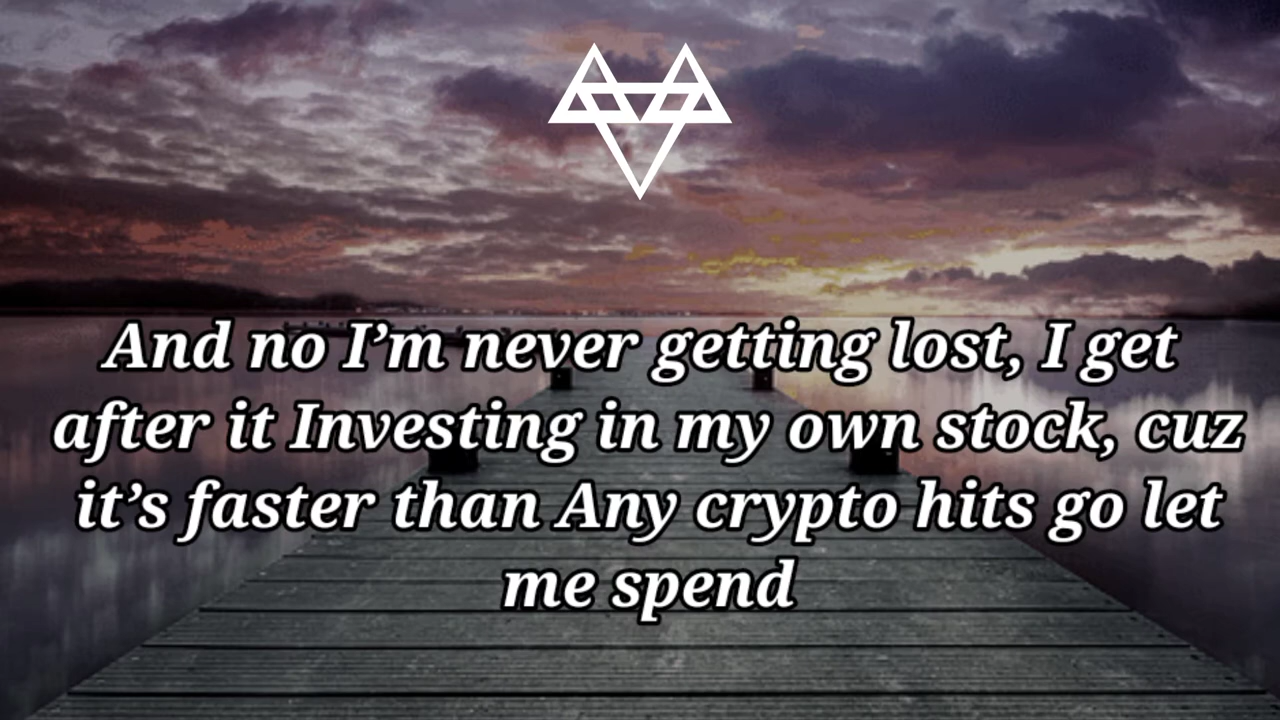 And no I’m never getting lost, I get
after it Investing in my own stock, cuz
it’s faster than Any crypto hits go let
me spend